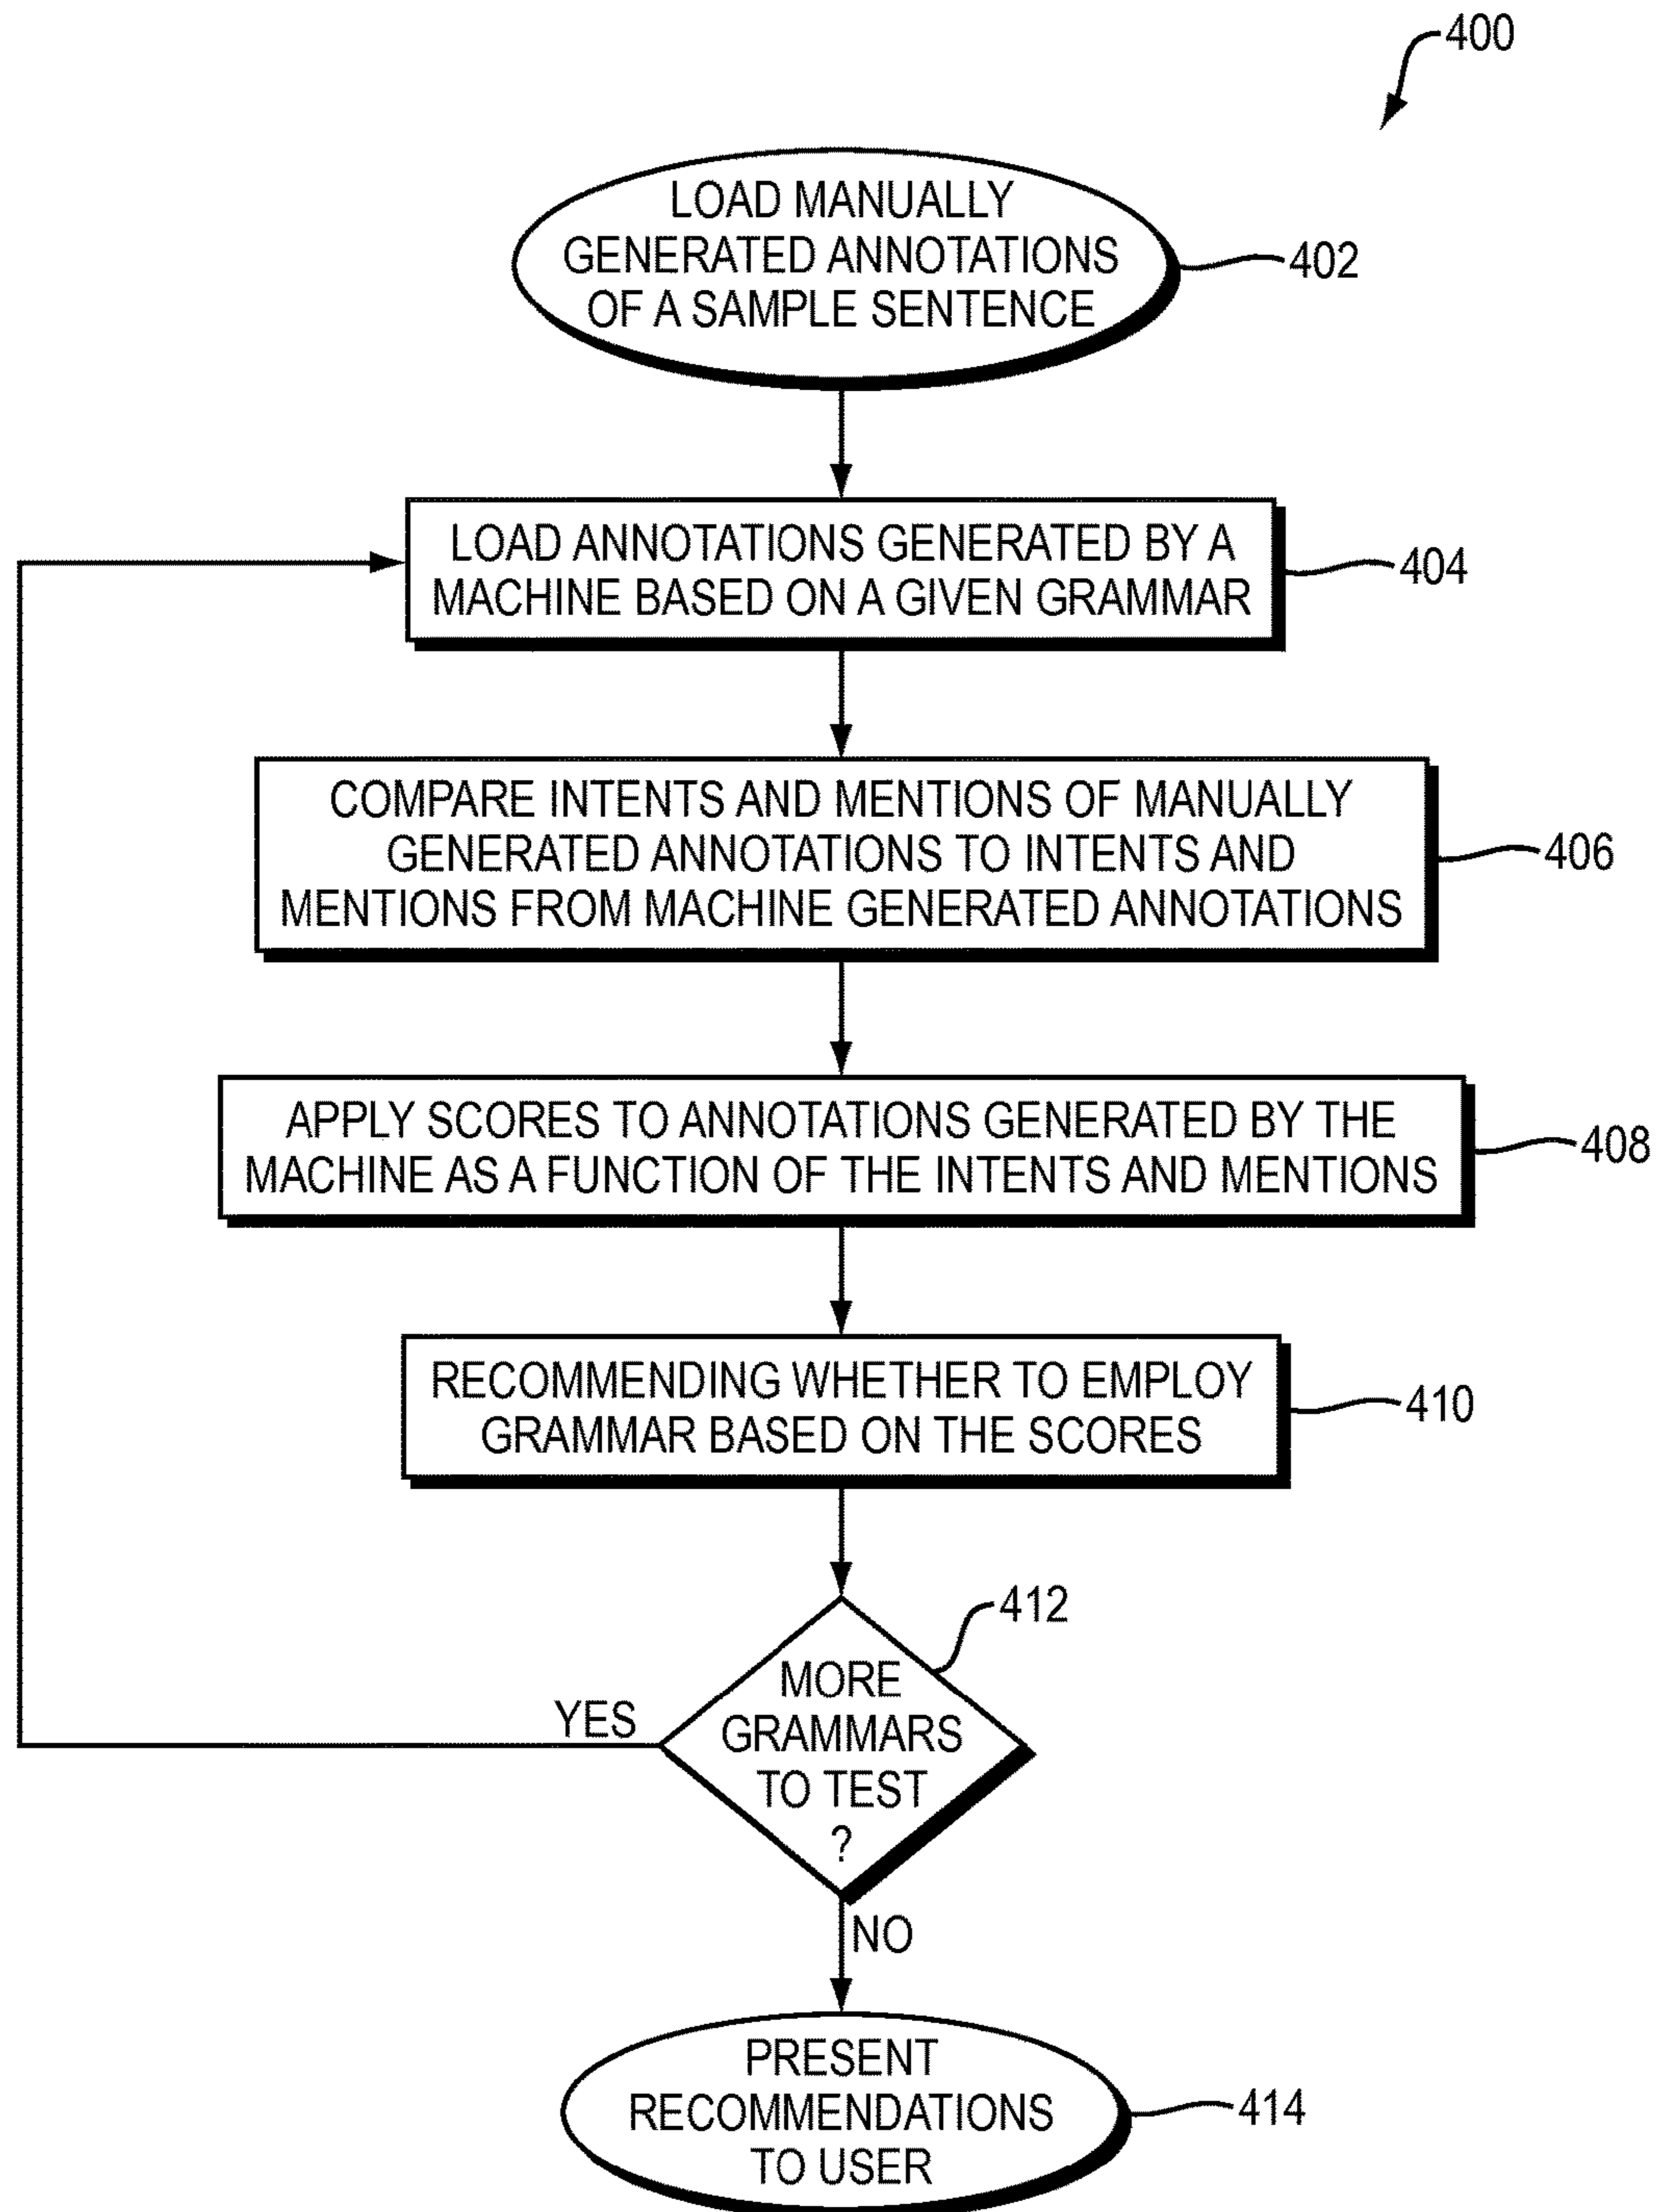 400
LOAD MANUALLY
GENERATED ANNOTATIONS
OF A SAMPLE SENTENCE
402
LOAD ANNOTATIONS GENERATED BY A
MACHINE BASED ON A GIVEN GRAMMAR
404
COMPARE INTENTS AND MENTIONS OF MANUALLY
GENERATED ANNOTATIONS TO INTENTS AND
MENTIONS FROM MACHINE GENERATED ANNOTATIONS
406
APPLY SCORES TO ANNOTATIONS GENERATED BY THE
MACHINE AS A FUNCTION OF THE INTENTS AND MENTIONS
408
RECOMMENDING WHETHER TO EMPLOY
GRAMMAR BASED ON THE SCORES
410
412
MORE
GRAMMARS
TO TEST
?
YES
NO
PRESENT
RECOMMENDATIONS
TO USER
414